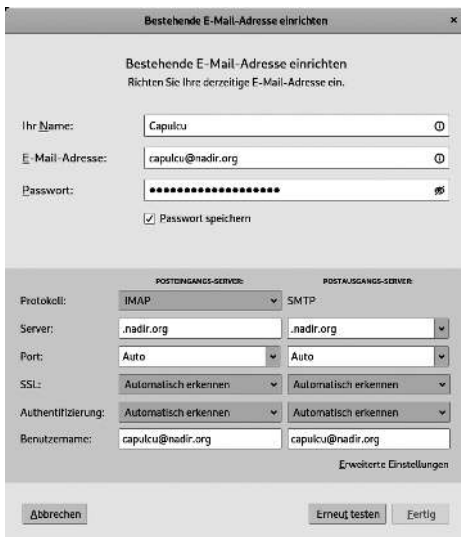 Bestehende E-Mail-Adresse einrichten ×
Bestehende E-Mail-Adresse einrichten
Richten Sie Ihre derzeitige E-Mail-Adresse ein.
Ihr Name: Capulcu
E-Mail-Adresse: capulcu@nadir.org
Passwort: ●●●●●●●●●●●●●●●●●●●
Passwort speichern
POSTEINGANGS-SERVER: POSTAUSGANGS-SERVER:
Protokoll: IMAP SMTP
Server: .nadir.org .nadir.org
Port: Auto Auto
SSL: Automatisch erkennen Automatisch erkennen
Authentifizierung: Automatisch erkennen Automatisch erkennen
Benutzername: capulcu@nadir.org capulcu@nadir.org
Erweiterte Einstellungen
Abbrechen Erneut testen Fertig